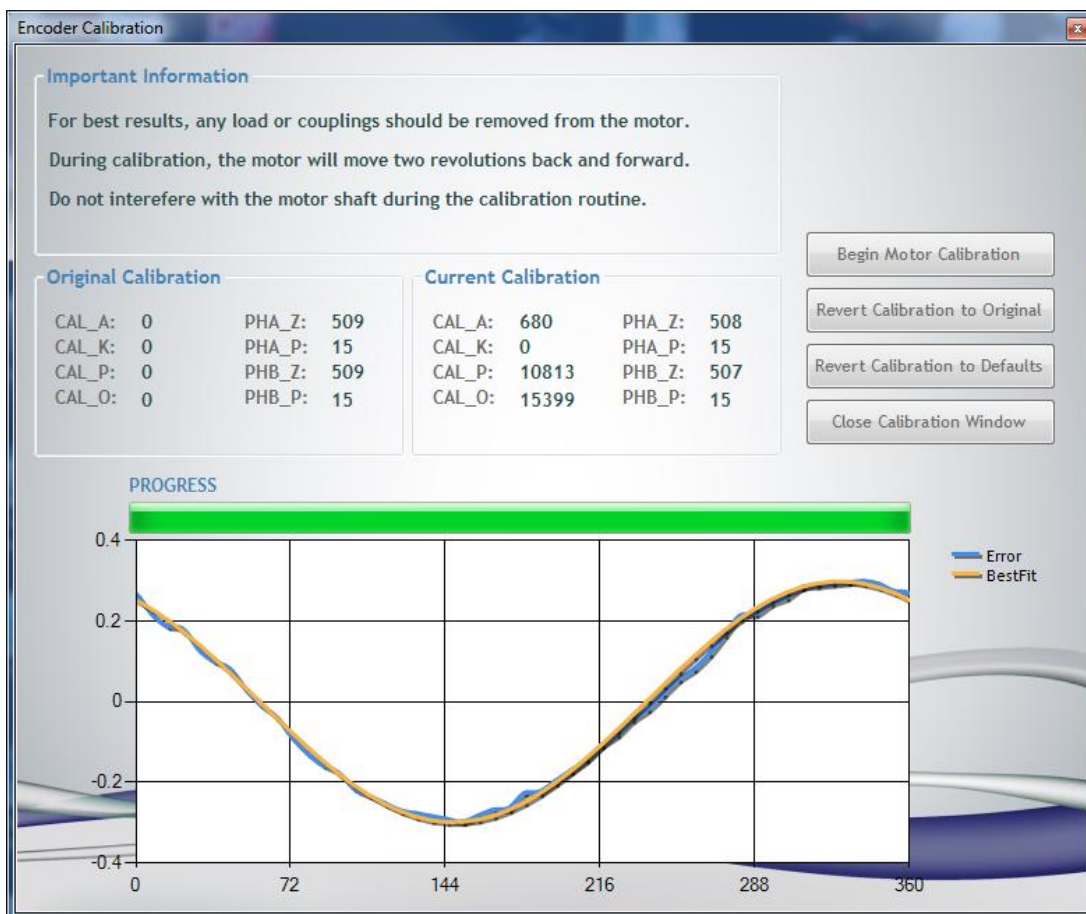 Encoder Calibration
Important Information
For best results, any load or couplings should be removed from the motor.
During calibration, the motor will move two revolutions back and forward.
Do not interefere with the motor shaft during the calibration routine.
Begin Motor Calibration
Revert Calibration to Original
Revert Calibration to Defaults
Close Calibration Window
Original Calibration
CAL_A: 0 PHA_Z: 509
CAL_K: 0 PHA_P: 15
CAL_P: 0 PHB_Z: 509
CAL_O: 0 PHB_P: 15
Current Calibration
CAL_A: 680 PHA_Z: 508
CAL_K: 0 PHA_P: 15
CAL_P: 10813 PHB_Z: 507
CAL_O: 15399 PHB_P: 15
PROGRESS
0.4
0.2
0
-0.2
-0.4
0 72 144 216 288 360
Error
BestFit